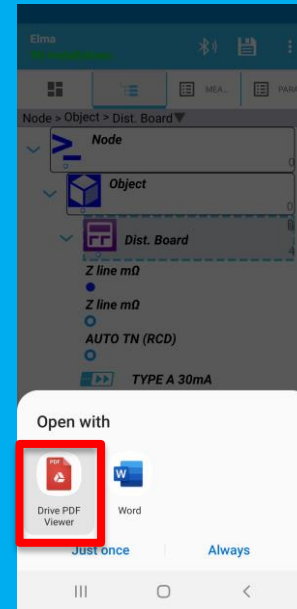 Elma
MEA...
PARA
Node > Object > Dist. Board▼
Node
0
Object
0
Dist. Board
4
Z line mΩ
Z line mΩ
AUTO TN (RCD)
TYPE A 30mA
Open with
PDF
W
Drive PDF
Viewer
Word
Just once
Always